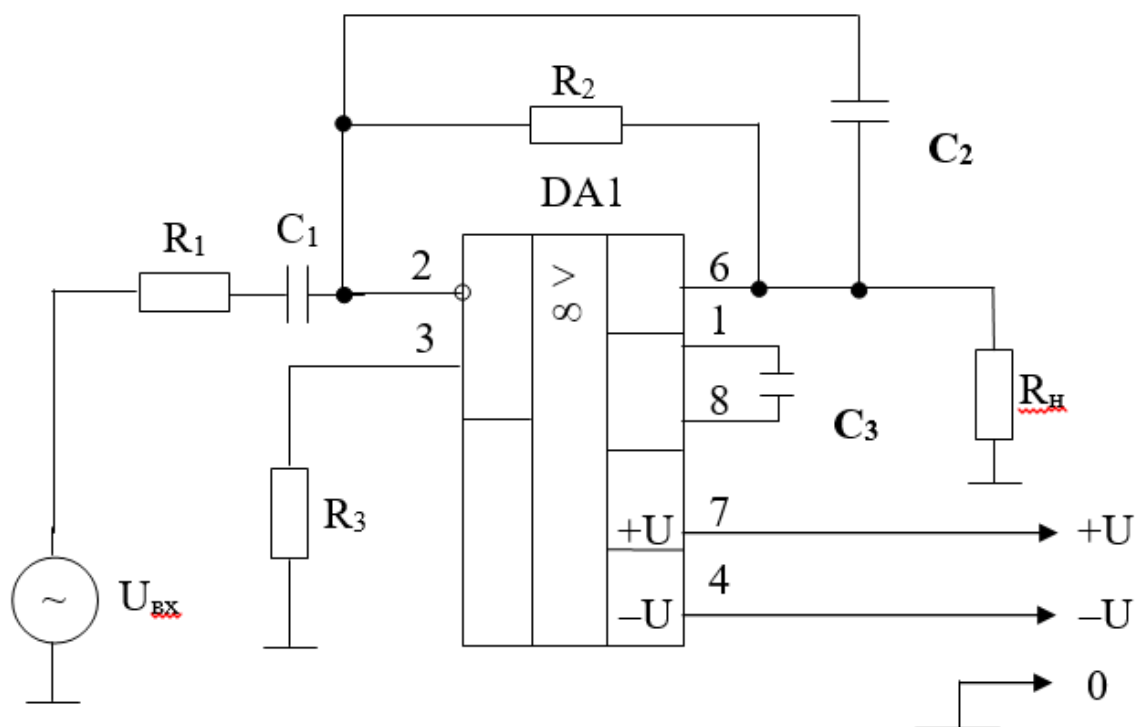 R₂
C₂
DA1
R₁
C₁
2
∞ >
6
3
1
8
Rн
C₃
R₃
+U
7
+U
Uвх
~
4
–U
–U
0